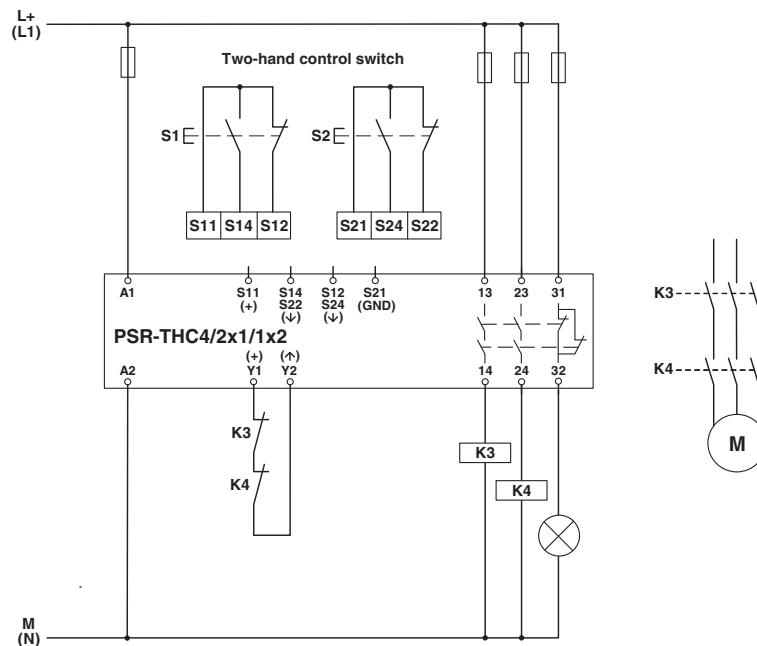 L+
(L1)
Two-hand control switch
S1
S2
S11 S14 S12
S21 S24 S22
A1
S11
(+)
S14
S22
(↓)
S12
S24
(↓)
S21
(GND)
13
23
31
PSR-THC4/2x1/1x2
A2
(+)
Y1
(↑)
Y2
14
24
32
K3
K4
K3
K4
K3
K4
M
M
(N)